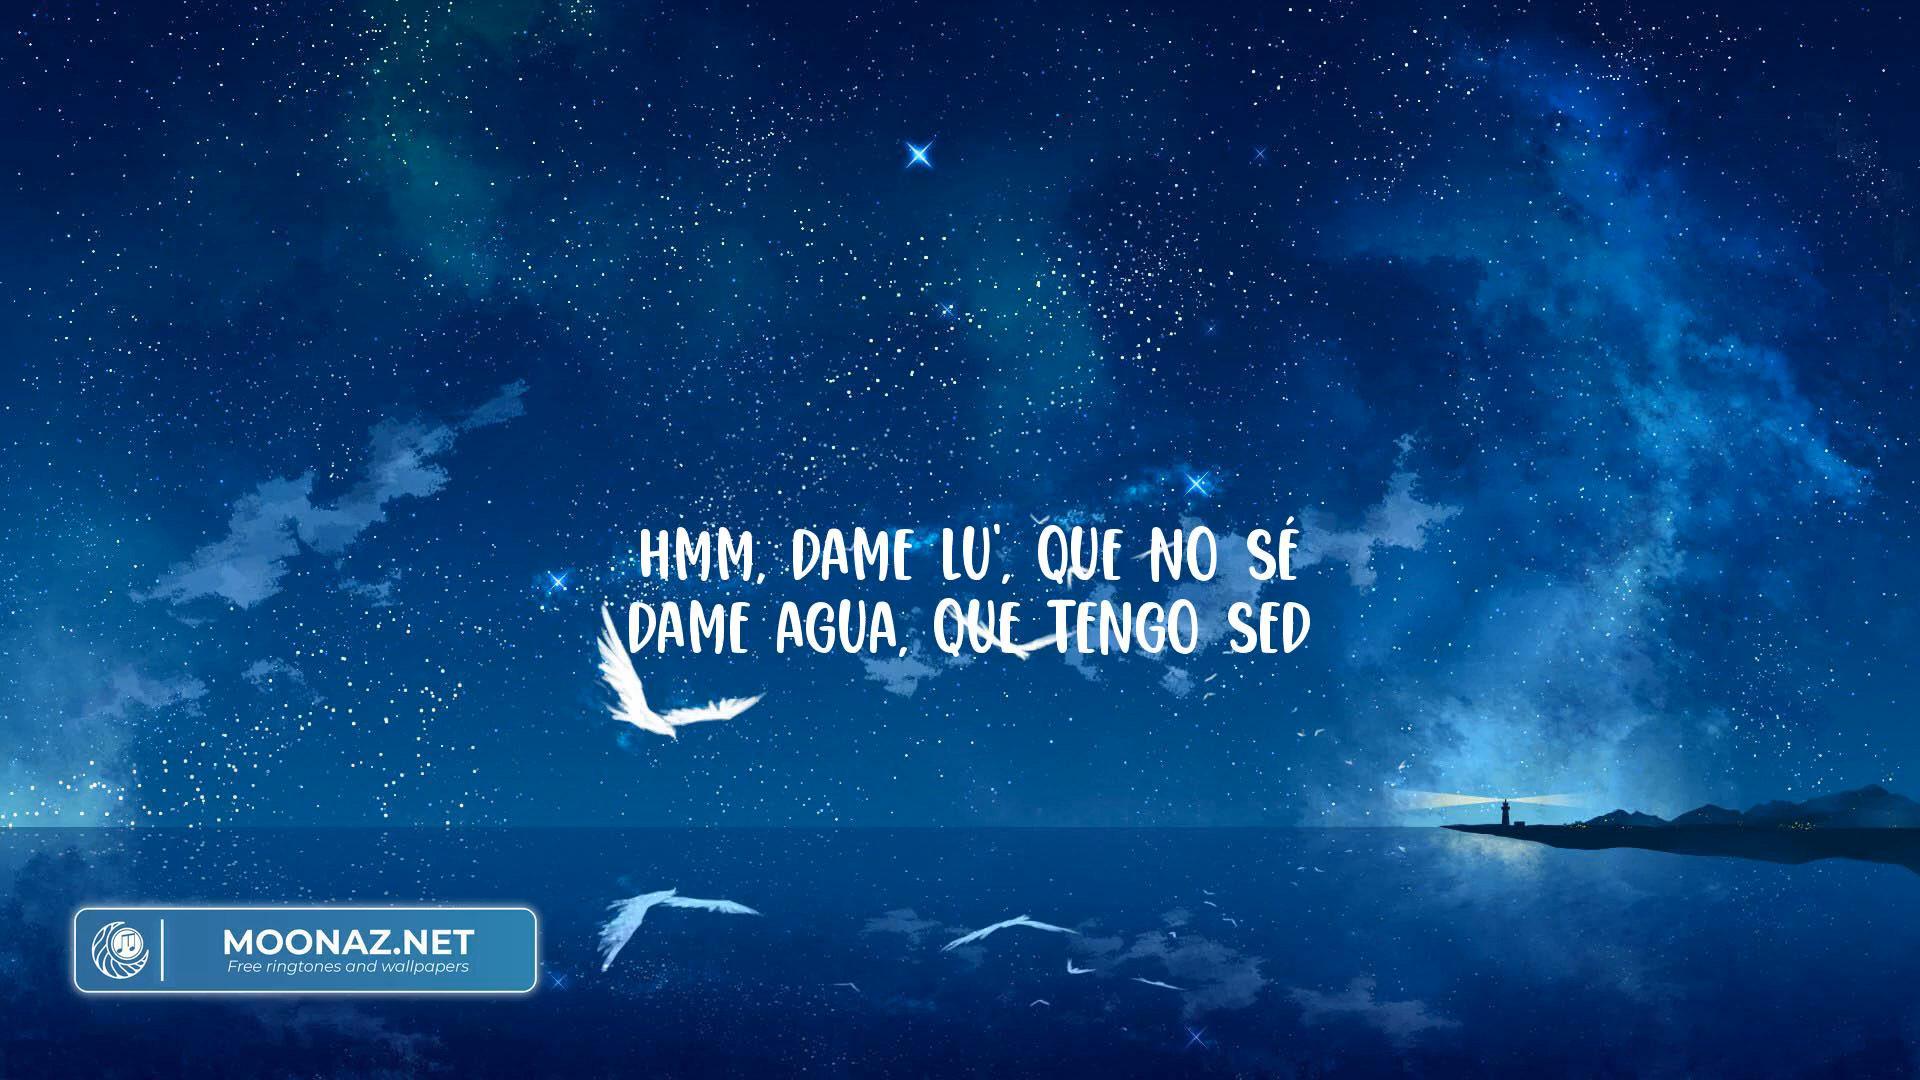 HMM, DAME LU', QUE NO SÉ
DAME AGUA, QUE TENGO SED
MOONAZ.NET
Free ringtones and wallpapers